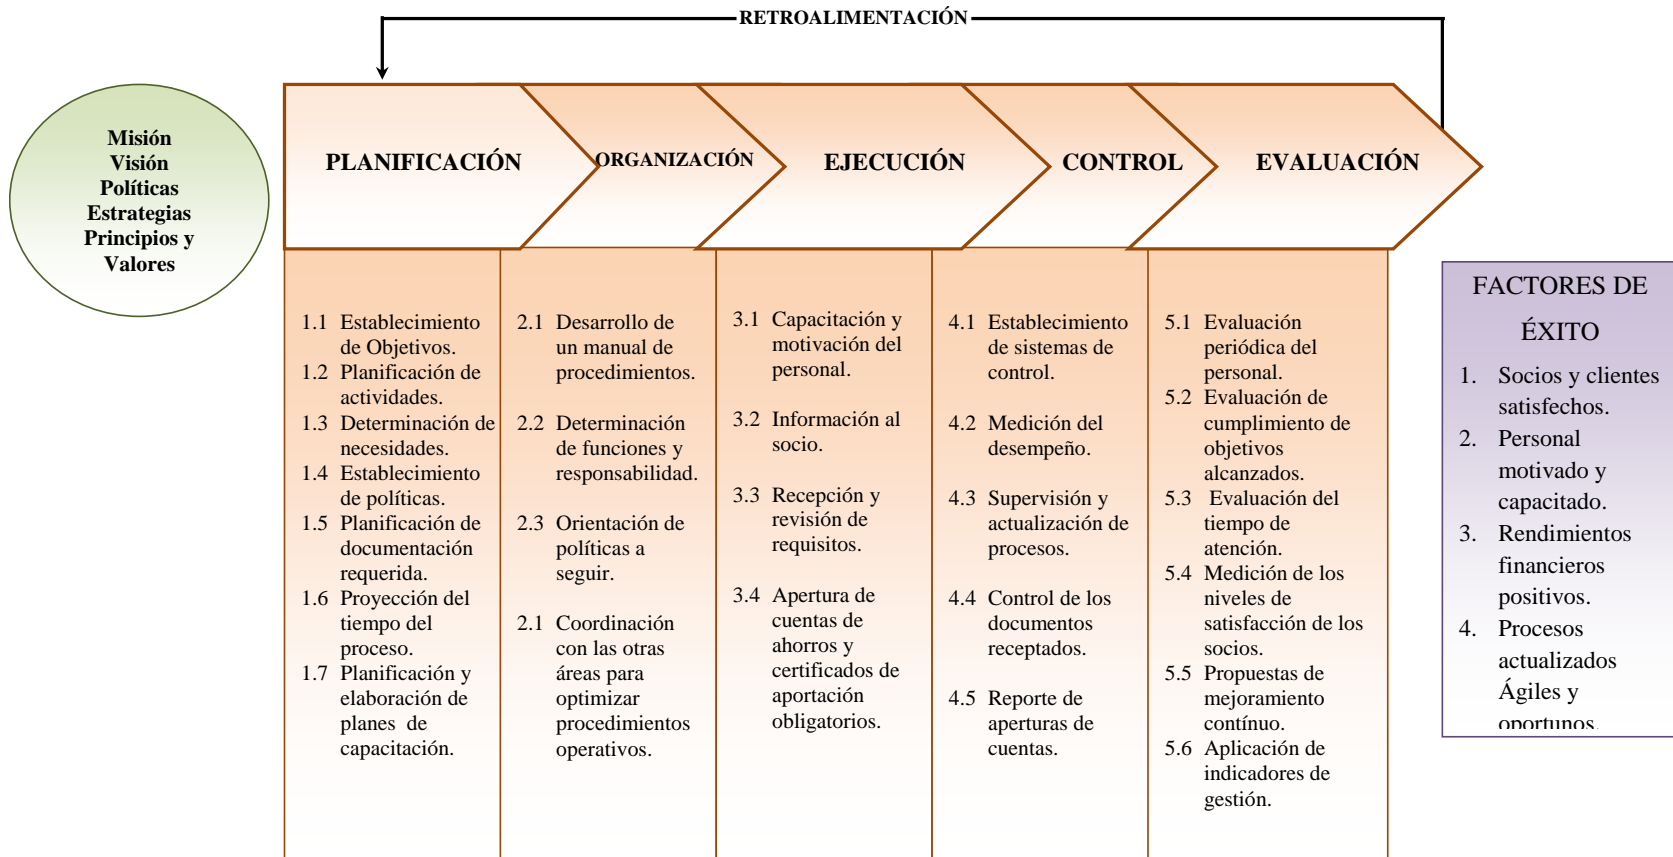 RETROALIMENTACIÓN
Misión
Visión
Políticas
Estrategias
Principios y
Valores
PLANIFICACIÓN
ORGANIZACIÓN
EJECUCIÓN
CONTROL
EVALUACIÓN
1.1 Establecimiento
de Objetivos.
1.2 Planificación de
actividades.
1.3 Determinación de
necesidades.
1.4 Establecimiento
de políticas.
1.5 Planificación de
documentación
requerida.
1.6 Proyección del
tiempo del
proceso.
1.7 Planificación y
elaboración de
planes de
capacitación.
2.1 Desarrollo de
un manual de
procedimientos.
2.2 Determinación
de funciones y
responsabilidad.
2.3 Orientación de
políticas a
seguir.
2.1 Coordinación
con las otras
áreas para
optimizar
procedimientos
operativos.
3.1 Capacitación y
motivación del
personal.
3.2 Información al
socio.
3.3 Recepción y
revisión de
requisitos.
3.4 Apertura de
cuentas de
ahorros y
certificados de
aportación
obligatorios.
4.1 Establecimiento
de sistemas de
control.
4.2 Medición del
desempeño.
4.3 Supervisión y
actualización de
procesos.
4.4 Control de los
documentos
receptados.
4.5 Reporte de
aperturas de
cuentas.
5.1 Evaluación
periódica del
personal.
5.2 Evaluación de
cumplimiento de
objetivos
alcanzados.
5.3 Evaluación del
tiempo de
atención.
5.4 Medición de los
niveles de
satisfacción de los
socios.
5.5 Propuestas de
mejoramiento
contínuo.
5.6 Aplicación de
indicadores de
gestión.
FACTORES DE
ÉXITO
1. Socios y clientes
satisfechos.
2. Personal
motivado y
capacitado.
3. Rendimientos
financieros
positivos.
4. Procesos
actualizados
Ágiles y
oportunos.